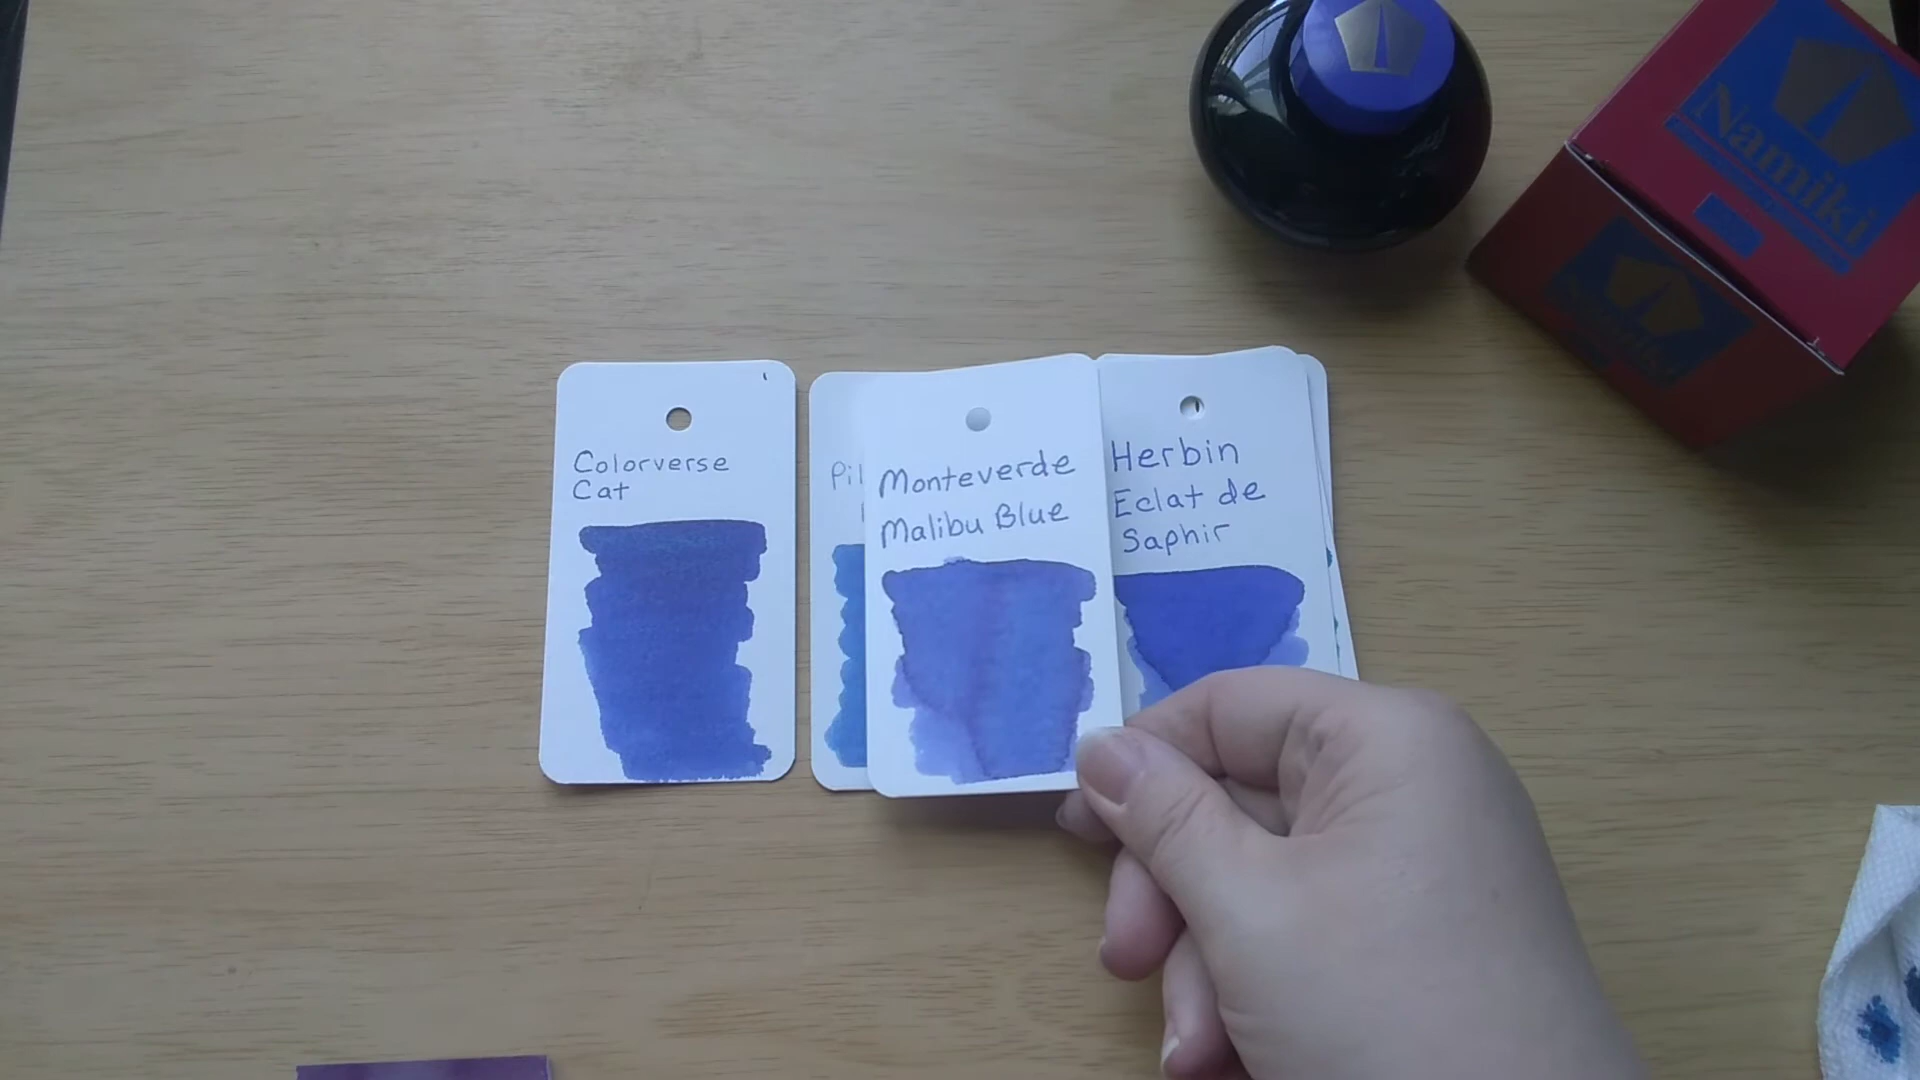 Namiki
Colorverse
Cat
Pil
Monteverde
Malibu Blue
Herbin
Eclat de
Saphir